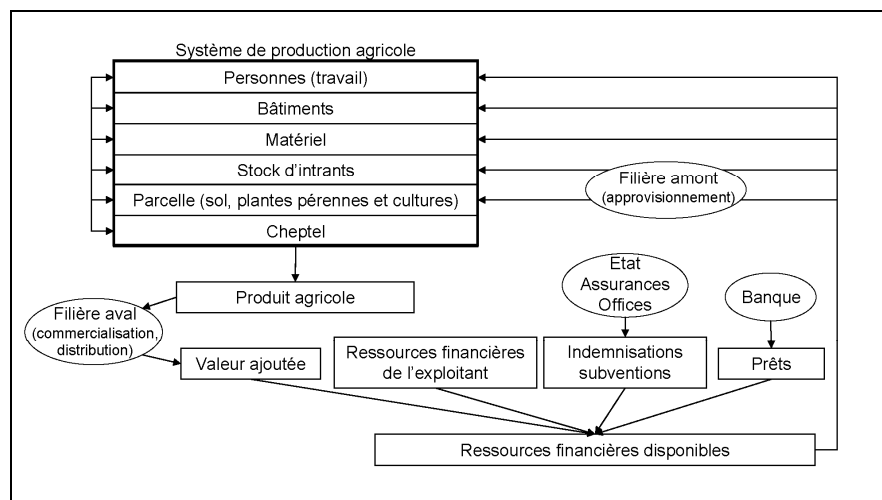 Système de production agricole
Personnes (travail)
Bâtiments
Matériel
Stock d'intrants
Parcelle (sol, plantes pérennes et cultures)
Cheptel
Filière amont
(approvisionnement)
Produit agricole
Filière aval
(commercialisation,
distribution)
Etat
Assurances
Offices
Banque
Valeur ajoutée
Ressources financières
de l'exploitant
Indemnisations
subventions
Prêts
Ressources financières disponibles